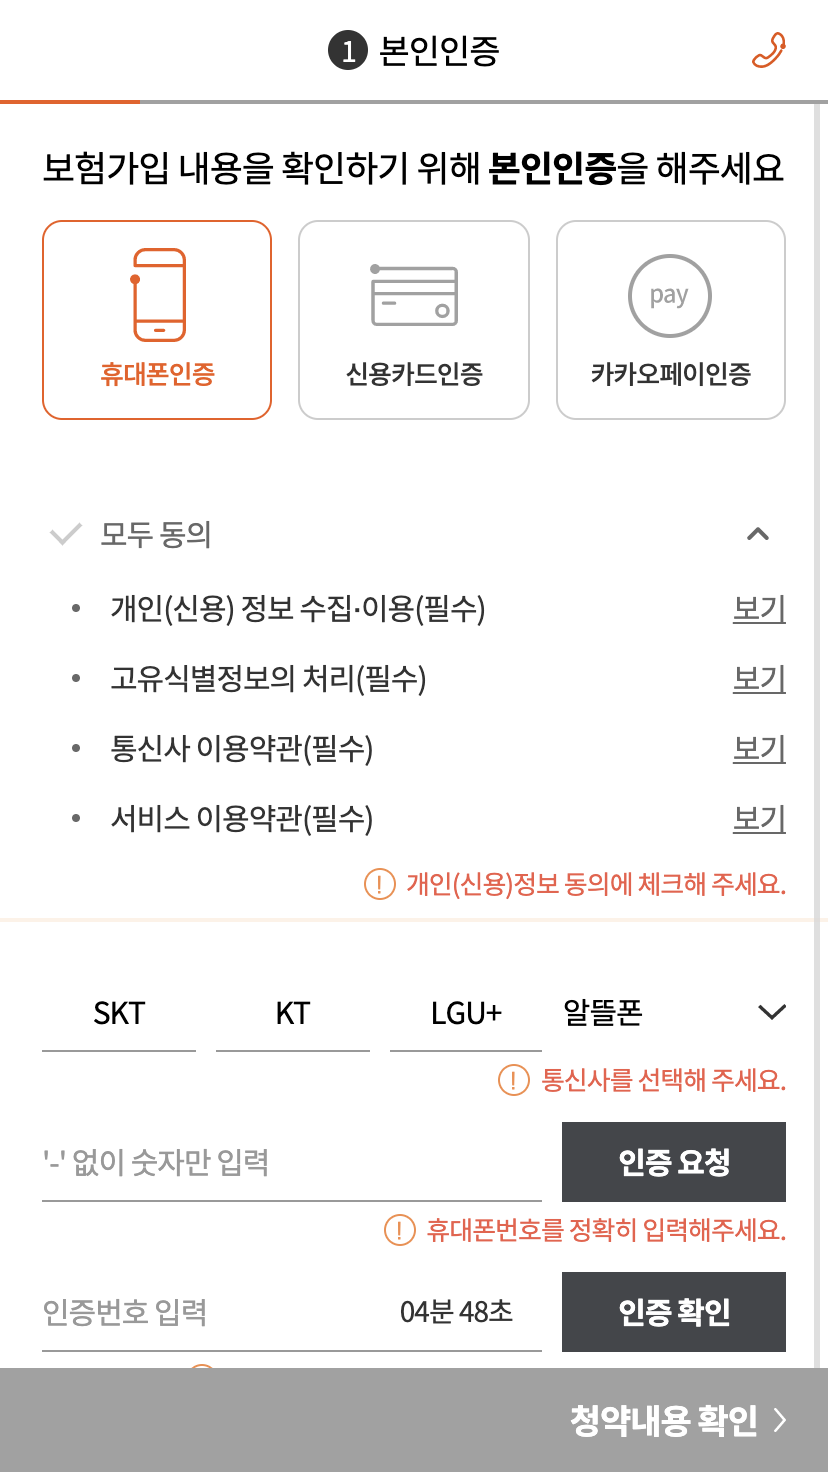 1 본인인증
보험가입 내용을 확인하기 위해 본인인증을 해주세요
pay
휴대폰인증 신용카드인증 카카오페이인증
모두 동의
• 개인(신용) 정보 수집·이용(필수) 보기
• 고유식별정보의 처리(필수) 보기
• 통신사 이용약관(필수) 보기
• 서비스 이용약관(필수) 보기
! 개인(신용)정보 동의에 체크해 주세요.
SKT KT LGU+ 알뜰폰
! 통신사를 선택해 주세요.
'-' 없이 숫자만 입력 인증 요청
! 휴대폰번호를 정확히 입력해주세요.
인증번호 입력 04분 48초 인증 확인
청약내용 확인 >